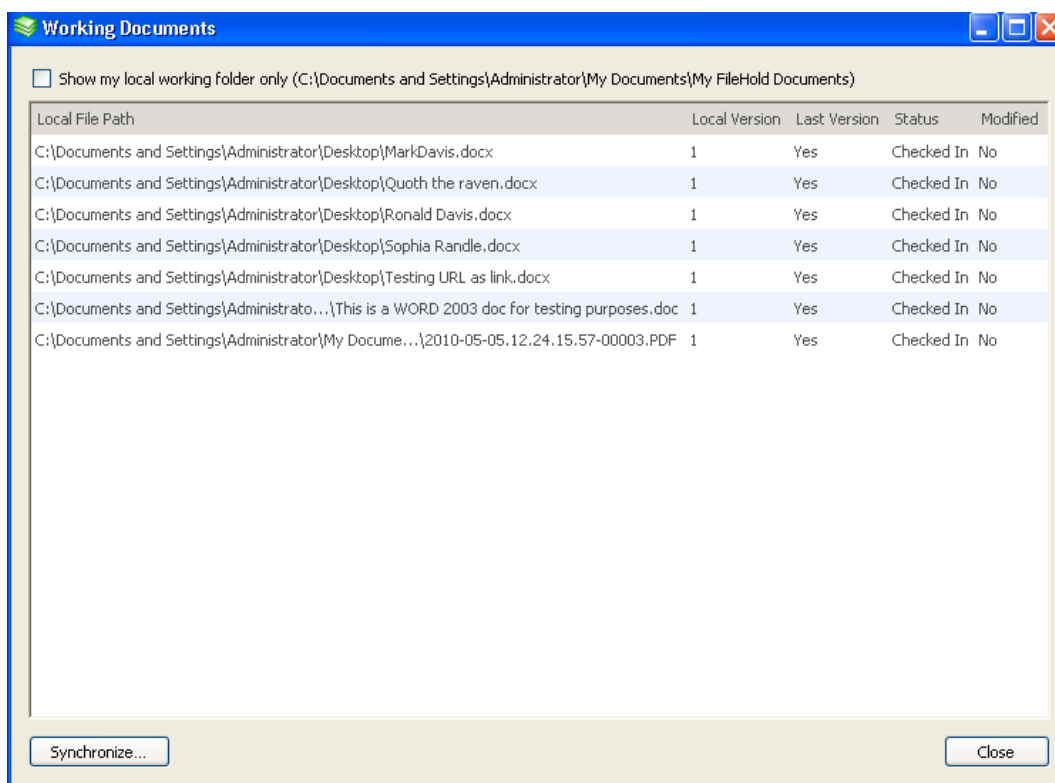 Working Documents
Show my local working folder only (C:\Documents and Settings\Administrator\My Documents\My FileHold Documents)
Local File Path Local Version Last Version Status Modified
C:\Documents and Settings\Administrator\Desktop\MarkDavis.docx 1 Yes Checked In No
C:\Documents and Settings\Administrator\Desktop\Quoth the raven.docx 1 Yes Checked In No
C:\Documents and Settings\Administrator\Desktop\Ronald Davis.docx 1 Yes Checked In No
C:\Documents and Settings\Administrator\Desktop\Sophia Randle.docx 1 Yes Checked In No
C:\Documents and Settings\Administrator\Desktop\Testing URL as link.docx 1 Yes Checked In No
C:\Documents and Settings\Administrato...\This is a WORD 2003 doc for testing purposes.doc 1 Yes Checked In No
C:\Documents and Settings\Administrator\My Docume...\2010-05-05.12.24.15.57-00003.PDF 1 Yes Checked In No
Synchronize... Close